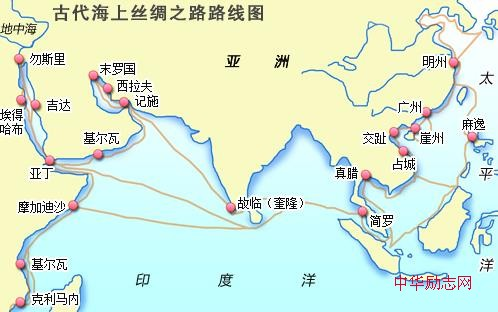 古代海上丝绸之路路线图
地中海
勿斯里
末罗国
西拉夫
记施
亚洲
明州
太
埃得
哈布
吉达
基尔瓦
广州
交趾
崖州
麻逸
占城
真腊
亚丁
平
摩加迪沙
故临（奎隆）
简罗
基尔瓦
印度洋
洋
中华励志网
克利马内